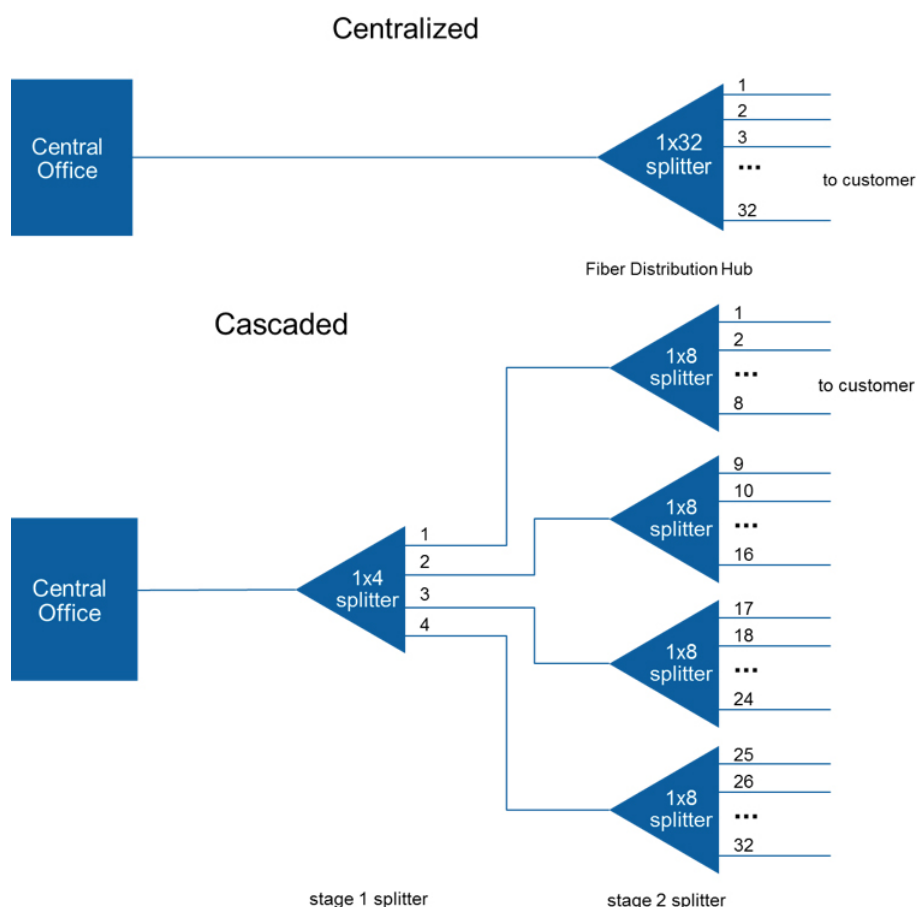 Centralized
Central
Office
1x32
splitter
1
2
3
...
32
to customer
Fiber Distribution Hub
Cascaded
Central
Office
1x4
splitter
1
2
3
4
1x8
splitter
1
2
...
8
to customer
1x8
splitter
9
10
...
16
1x8
splitter
17
18
...
24
1x8
splitter
25
26
...
32
stage 1 splitter
stage 2 splitter